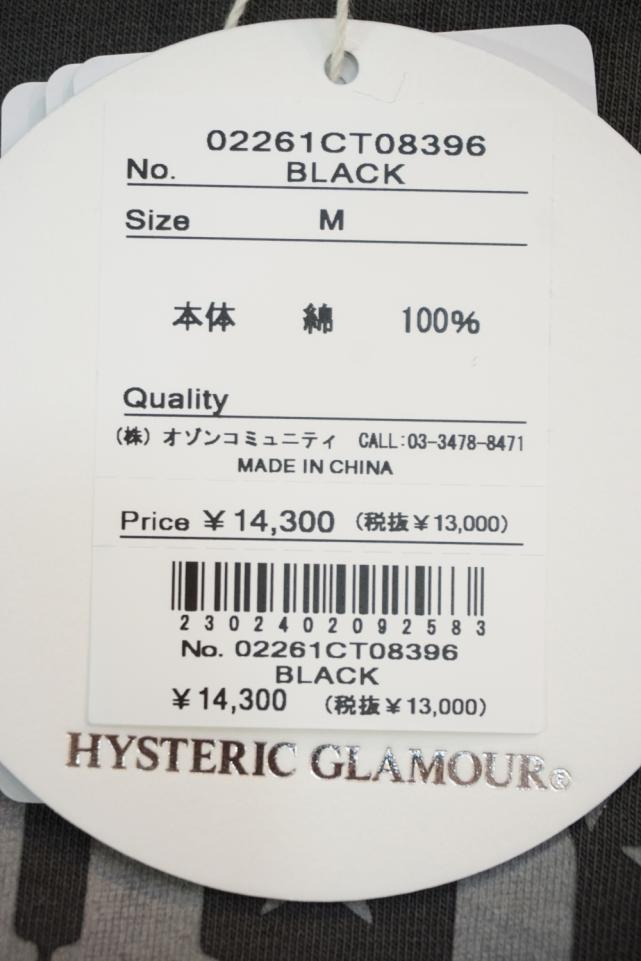 02261CT08396
No. BLACK
Size M
本体 綿 100%
Quality
(株) オゾンコミュニティ CALL:03-3478-8471
MADE IN CHINA
Price ¥14,300 (税抜¥13,000)
2302402092583
No. 02261CT08396
BLACK
¥14,300 (税抜¥13,000)
HYSTERIC GLAMOUR®